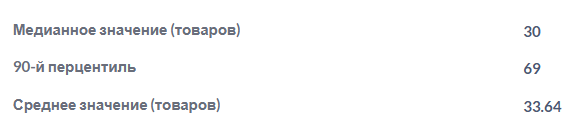 Медианное значение (товаров) 30
90-й перцентиль 69
Среднее значение (товаров) 33.64